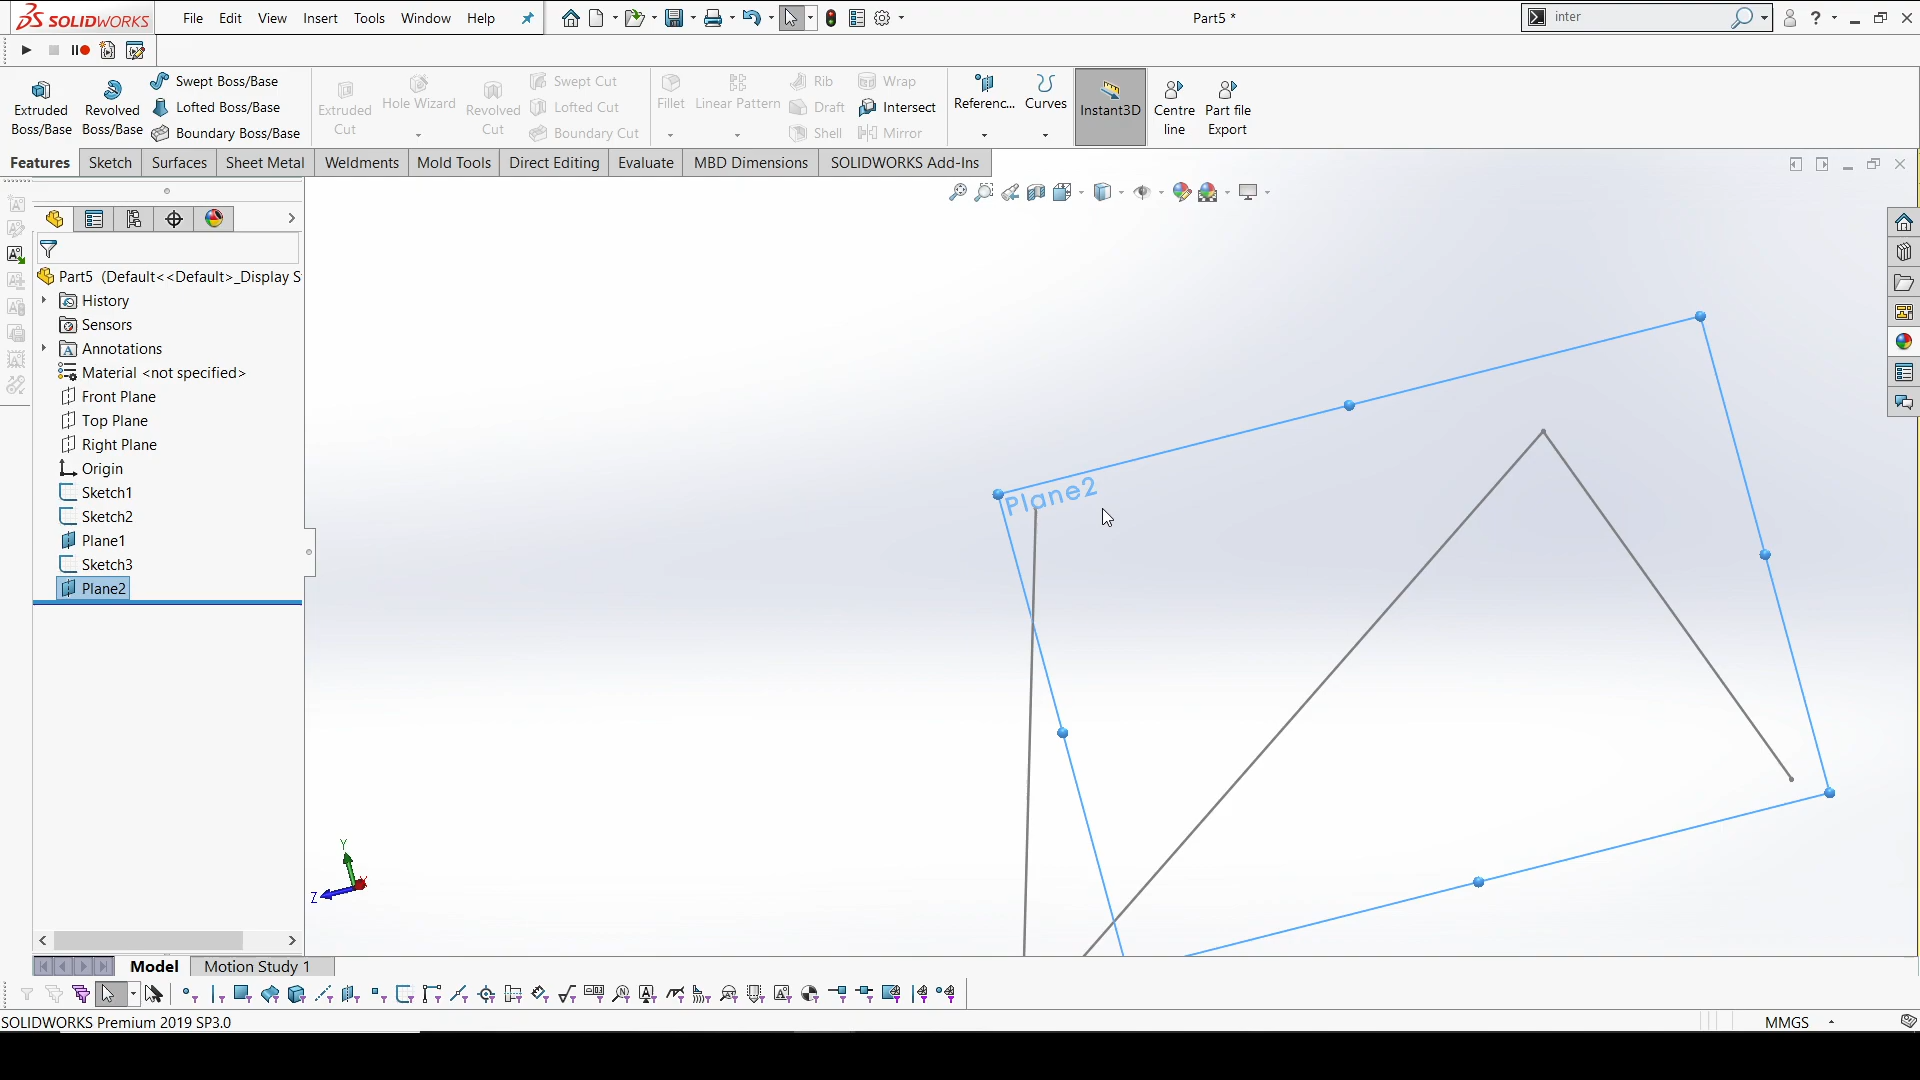 SOLIDWORKS File Edit View Insert Tools Window Help Part5 * inter ?
Extruded Boss/Base
Revolved Boss/Base
Swept Boss/Base
Lofted Boss/Base
Boundary Boss/Base
Extruded Cut
Hole Wizard
Revolved Cut
Swept Cut
Lofted Cut
Boundary Cut
Fillet
Linear Pattern
Rib
Draft
Shell
Wrap
Intersect
Mirror
Referenc...
Curves
Instant3D
Centre line
Part file Export
Features Sketch Surfaces Sheet Metal Weldments Mold Tools Direct Editing Evaluate MBD Dimensions SOLIDWORKS Add-Ins
Part5 (Default<<Default>_Display S
History
Sensors
Annotations
Material <not specified>
Front Plane
Top Plane
Right Plane
Origin
Sketch1
Sketch2
Plane1
Sketch3
Plane2
Plane2
Y
X
Z
Model Motion Study 1
SOLIDWORKS Premium 2019 SP3.0 MMGS